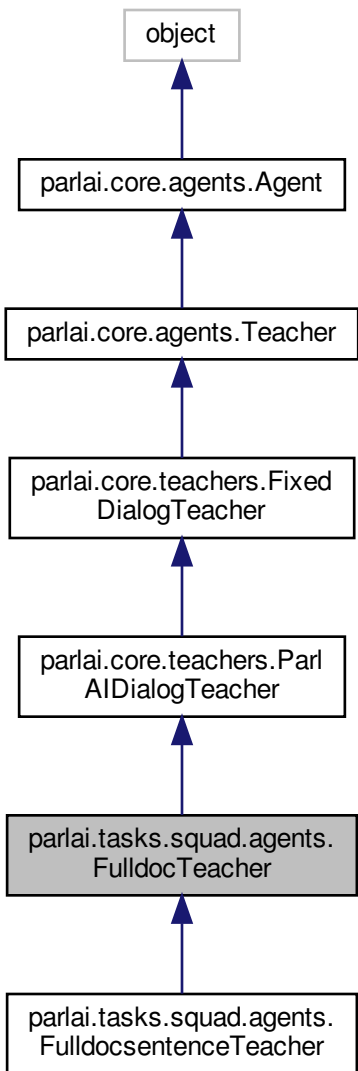 object
parlai.core.agents.Agent
parlai.core.agents.Teacher
parlai.core.teachers.Fixed
DialogTeacher
parlai.core.teachers.Parl
AIDialogTeacher
parlai.tasks.squad.agents.
FulldocTeacher
parlai.tasks.squad.agents.
FulldocsentenceTeacher